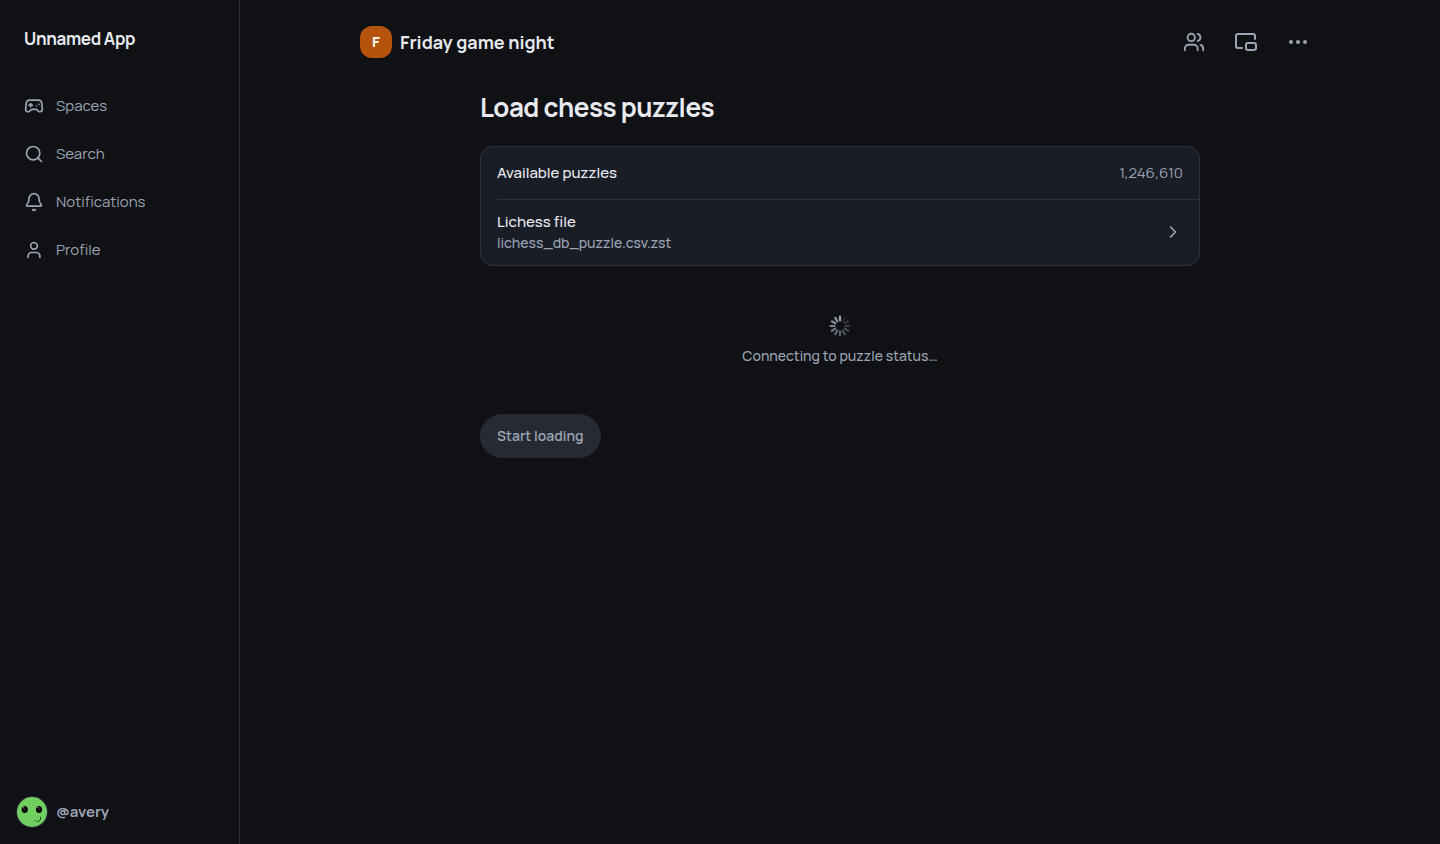 Unnamed App
Spaces
Search
Notifications
Profile
@avery
F
Friday game night
Load chess puzzles
Available puzzles
1,246,610
Lichess file
lichess_db_puzzle.csv.zst
Connecting to puzzle status...
Start loading